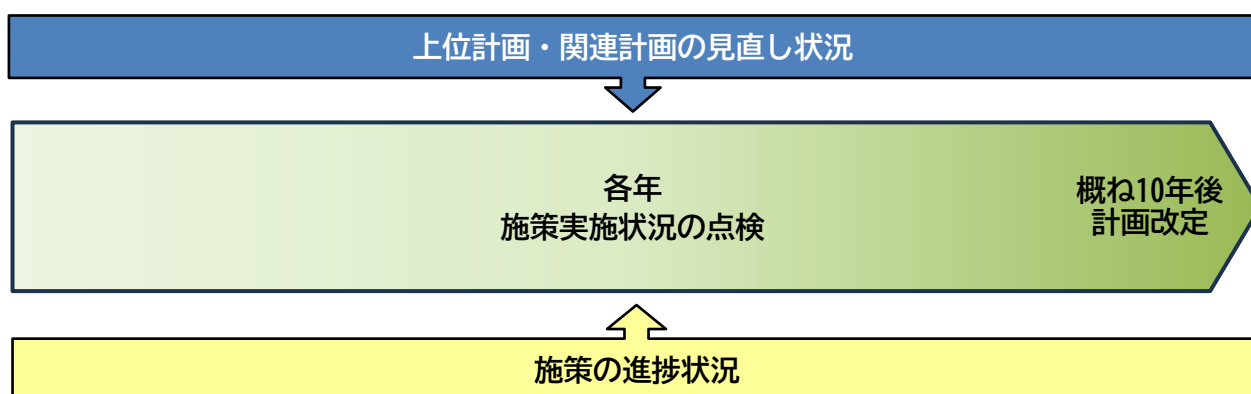 上位計画・関連計画の見直し状況
各年
施策実施状況の点検
概ね10年後
計画改定
施策の進捗状況